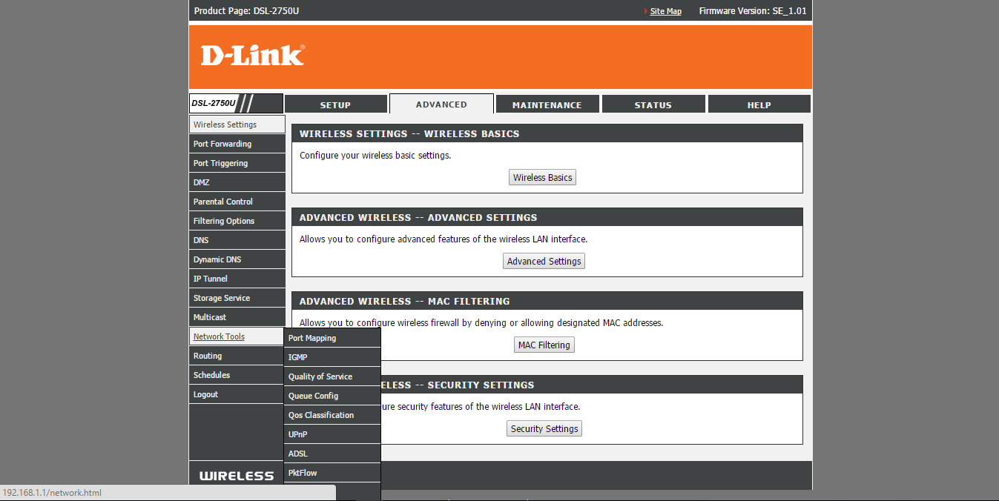 Product Page: DSL-2750U
Site Map
Firmware Version: SE_1.01
D-Link®
DSL-2750U
SETUP
ADVANCED
MAINTENANCE
STATUS
HELP
Wireless Settings
Port Forwarding
Port Triggering
DMZ
Parental Control
Filtering Options
DNS
Dynamic DNS
IP Tunnel
Storage Service
Multicast
Network Tools
Routing
Schedules
Logout
Port Mapping
IGMP
Quality of Service
Queue Config
Qos Classification
UPnP
ADSL
PktFlow
WIRELESS SETTINGS -- WIRELESS BASICS
Configure your wireless basic settings.
Wireless Basics
ADVANCED WIRELESS -- ADVANCED SETTINGS
Allows you to configure advanced features of the wireless LAN interface.
Advanced Settings
ADVANCED WIRELESS -- MAC FILTERING
Allows you to configure wireless firewall by denying or allowing designated MAC addresses.
MAC Filtering
ELESS -- SECURITY SETTINGS
ure security features of the wireless LAN interface.
Security Settings
WIRELESS
192.168.1.1/network.html